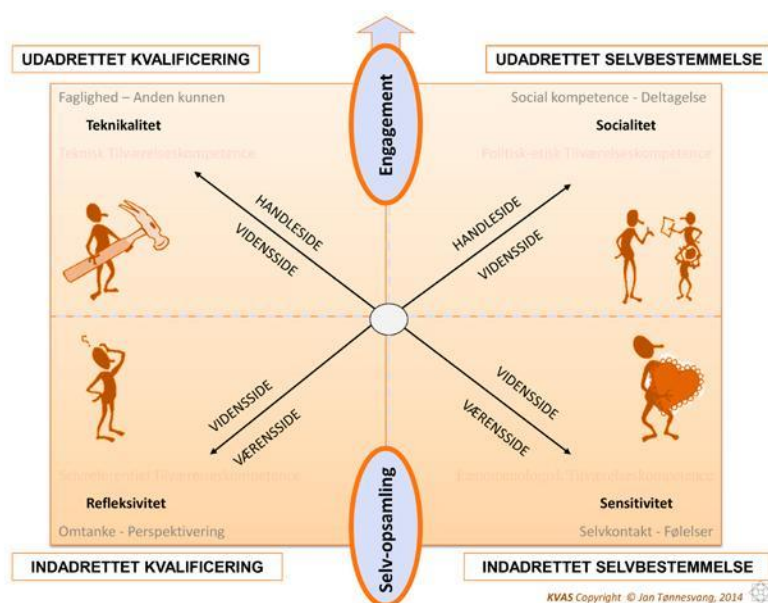 UDADRETTET KVALIFICERING
UDADRETTET SELVBESTEMMELSE
Engagement
Faglighed – Anden kunnen
Teknikalitet
Teknisk Tilværelseskompetence
Social kompetence - Deltagelse
Socialitet
Politisk-etisk Tilværelseskompetence
HANDLESIDE
VIDENSSIDE
HANDLESIDE
VIDENSSIDE
VIDENSSIDE
VÆRENSSIDE
VIDENSSIDE
VÆRENSSIDE
Tilværelseskompetence
Refleksivitet
Omtanke - Perspektivering
Tilværelseskompetence
Sensitivitet
Selvkontakt - Følelser
Selv-opsamling
INDADRETTET KVALIFICERING
INDADRETTET SELVBESTEMMELSE
KVAS Copyright © Jan Tønnesvang, 2014